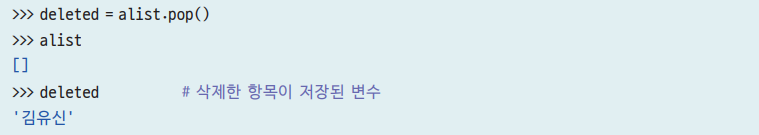 >>> deleted = alist.pop()
>>> alist
[]
>>> deleted # 삭제한 항목이 저장된 변수
'김유신'